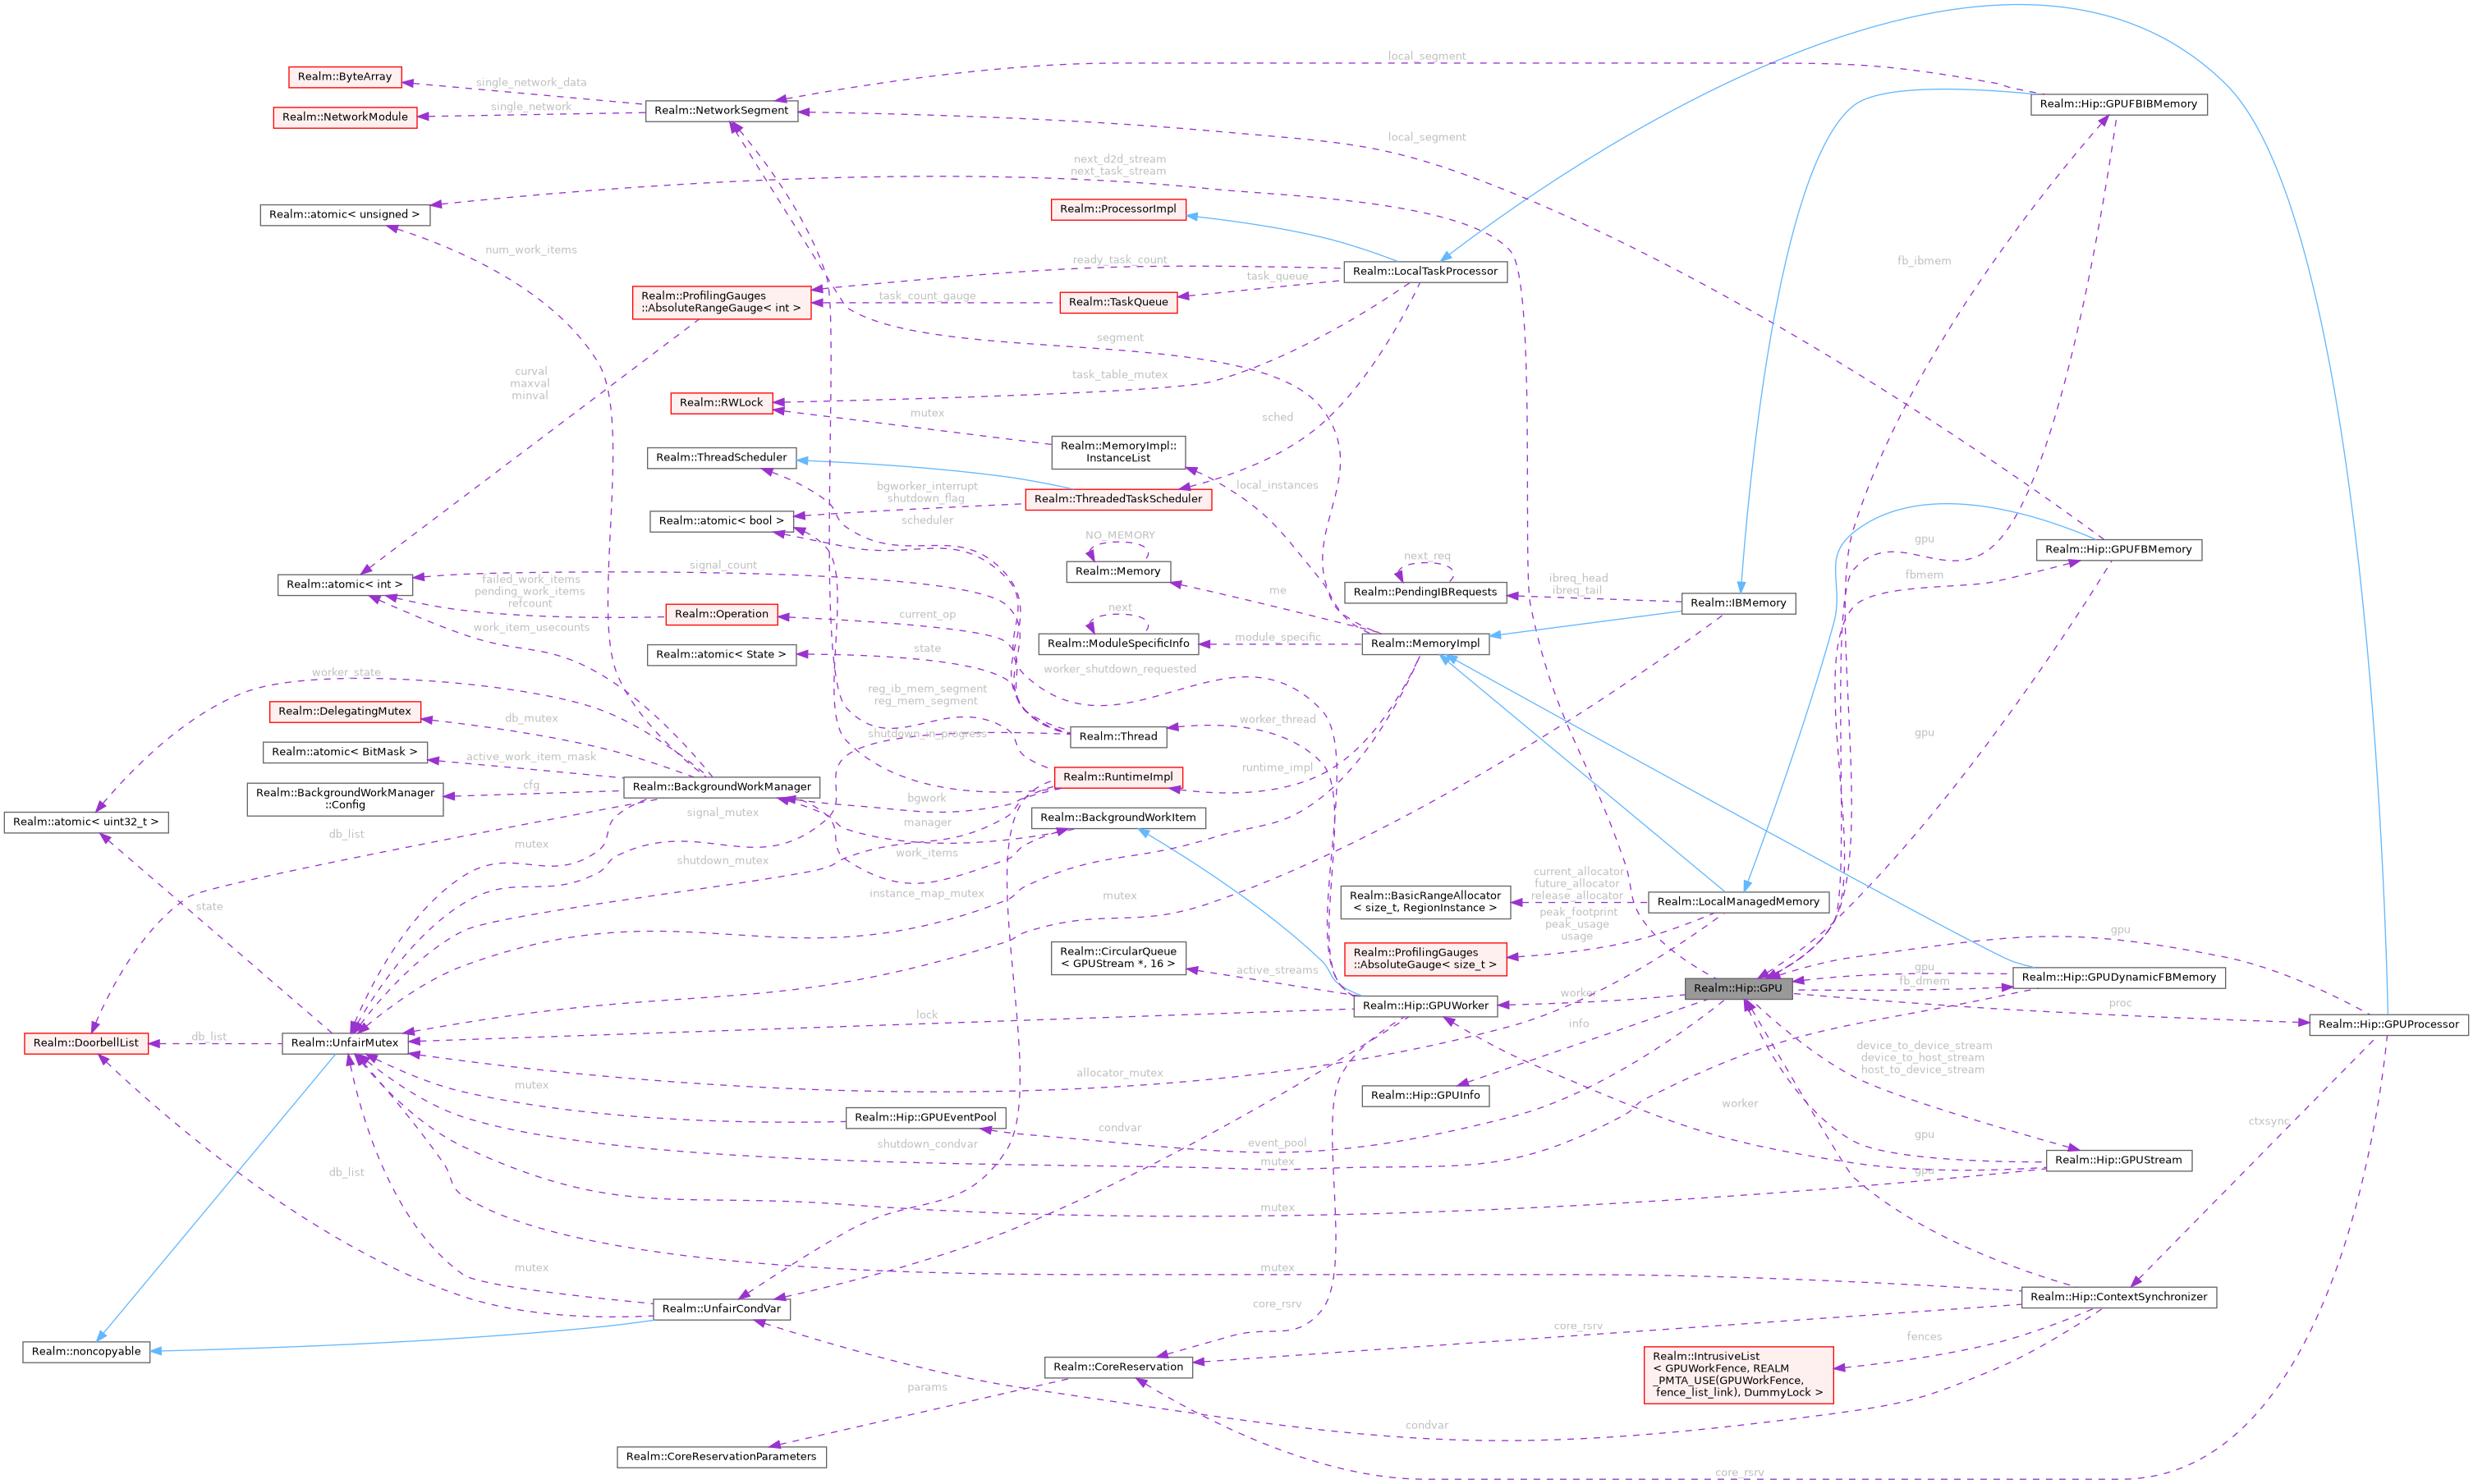 local_segment
Realm::ByteArray
single_network_data
Realm::NetworkSegment
Realm::Hip::GPUFBIBMemory
single_network
Realm::NetworkModule
local_segment
next_d2d_stream
next_task_stream
Realm::atomic< unsigned >
Realm::ProcessorImpl
num_work_items
ready_task_count
Realm::LocalTaskProcessor
fb_ibmem
task_queue
Realm::ProfilingGauges
::AbsoluteRangeGauge< int >
task_count_gauge
Realm::TaskQueue
segment
curval
maxval
minval
task_table_mutex
Realm::RWLock
mutex
sched
Realm::MemoryImpl::
InstanceList
Realm::ThreadScheduler
bgworker_interrupt
shutdown_flag
Realm::ThreadedTaskScheduler
local_instances
Realm::atomic< bool >
scheduler
NO_MEMORY
gpu
Realm::Hip::GPUFBMemory
next_req
signal_count
Realm::Memory
fbmem
Realm::atomic< int >
failed_work_items
pending_work_items
refcount
me
Realm::PendingIBRequests
ibreq_head
ibreq_tail
Realm::IBMemory
Realm::Operation
current_op
next
work_item_usecounts
Realm::ModuleSpecificInfo
module_specific
Realm::MemoryImpl
Realm::atomic< State >
state
worker_state
worker_shutdown_requested
reg_ib_mem_segment
reg_mem_segment
Realm::DelegatingMutex
db_mutex
worker_thread
shutdown_in_progress
Realm::Thread
gpu
Realm::atomic< BitMask >
active_work_item_mask
runtime_impl
Realm::RuntimeImpl
cfg
Realm::BackgroundWorkManager
Realm::BackgroundWorkManager
::Config
bgwork
Realm::atomic< uint32_t >
signal_mutex
manager
Realm::BackgroundWorkItem
db_list
mutex
shutdown_mutex
work_items
current_allocator
future_allocator
release_allocator
Realm::BasicRangeAllocator
< size_t, RegionInstance >
Realm::LocalManagedMemory
instance_map_mutex
mutex
state
peak_footprint
peak_usage
usage
gpu
Realm::CircularQueue
< GPUStream *, 16 >
active_streams
Realm::ProfilingGauges
::AbsoluteGauge< size_t >
gpu
Realm::Hip::GPUDynamicFBMemory
fb_dmem
Realm::Hip::GPU
worker
Realm::Hip::GPUWorker
proc
lock
info
Realm::Hip::GPUProcessor
Realm::DoorbellList
db_list
Realm::UnfairMutex
device_to_device_stream
device_to_host_stream
host_to_device_stream
allocator_mutex
mutex
Realm::Hip::GPUInfo
worker
Realm::Hip::GPUEventPool
ctxsync
condvar
shutdown_condvar
event_pool
gpu
mutex
Realm::Hip::GPUStream
db_list
gpu
mutex
mutex
mutex
Realm::Hip::ContextSynchronizer
core_rsrv
Realm::UnfairCondVar
core_rsrv
fences
Realm::noncopyable
Realm::CoreReservation
Realm::IntrusiveList
< GPUWorkFence, REALM
_PMTA_USE(GPUWorkFence,
fence_list_link), DummyLock >
params
condvar
Realm::CoreReservationParameters
core_rsrv